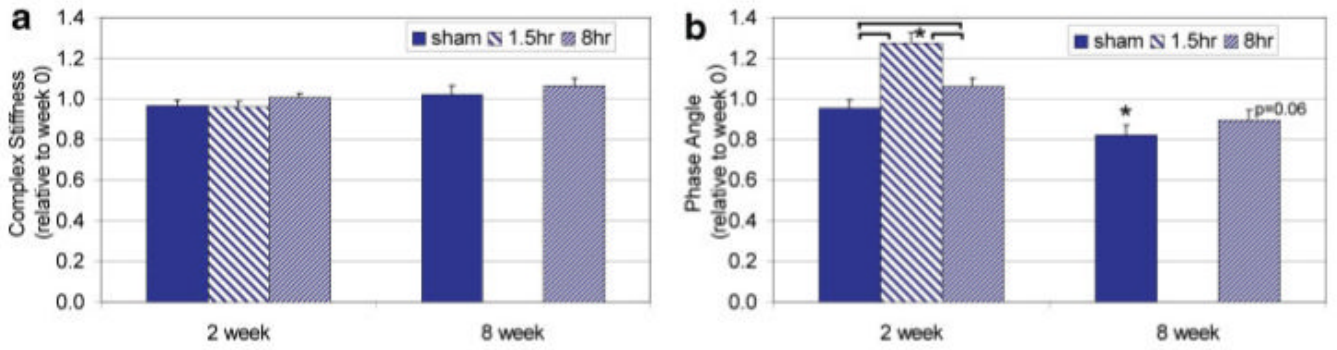 a
1.4
1.2
1.0
0.8
0.6
0.4
0.2
0.0
Complex Stiffness
(relative to week 0)
sham 1.5hr 8hr
2 week 8 week
b
1.4
1.2
1.0
0.8
0.6
0.4
0.2
0.0
Phase Angle
(relative to week 0)
sham 1.5hr 8hr
*
*
p=0.06
2 week 8 week